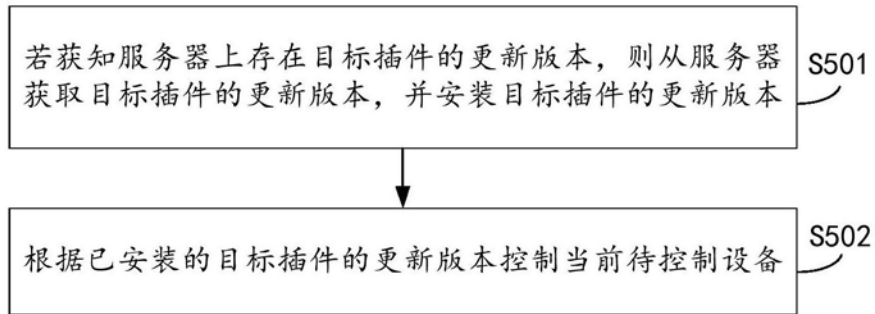 若获知服务器上存在目标插件的更新版本，则从服务器
获取目标插件的更新版本，并安装目标插件的更新版本
S501
根据已安装的目标插件的更新版本控制当前待控制设备
S502